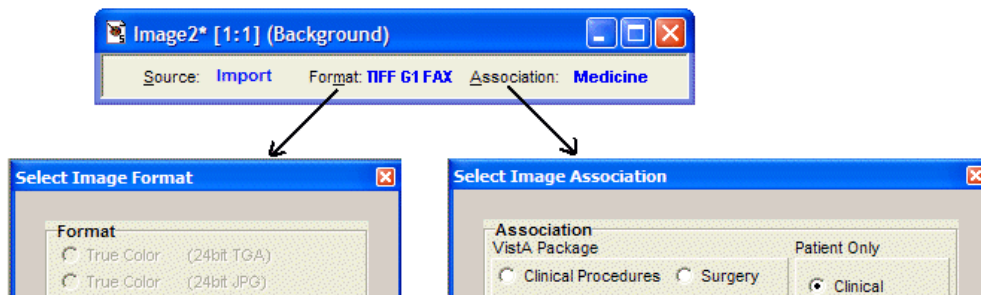 Image2* [1:1] (Background)
Source: Import Format: TIFF G1 FAX Association: Medicine
Select Image Format
Format
True Color (24bit TGA)
True Color (24bit JPG)
Select Image Association
Association
VistA Package Patient Only
Clinical Procedures Surgery Clinical